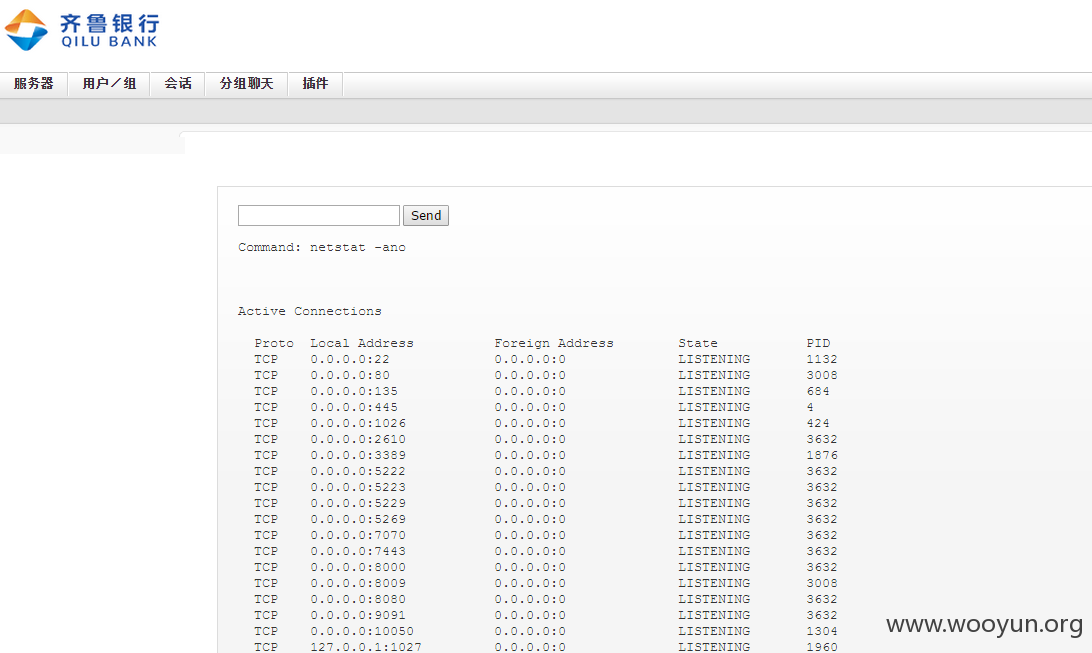 齐鲁银行
QILU BANK
服务器 用户／组 会话 分组聊天 插件
Send
Command: netstat -ano
Active Connections
Proto Local Address Foreign Address State PID
TCP 0.0.0.0:22 0.0.0.0:0 LISTENING 1132
TCP 0.0.0.0:80 0.0.0.0:0 LISTENING 3008
TCP 0.0.0.0:135 0.0.0.0:0 LISTENING 684
TCP 0.0.0.0:445 0.0.0.0:0 LISTENING 4
TCP 0.0.0.0:1026 0.0.0.0:0 LISTENING 424
TCP 0.0.0.0:2610 0.0.0.0:0 LISTENING 3632
TCP 0.0.0.0:3389 0.0.0.0:0 LISTENING 1876
TCP 0.0.0.0:5222 0.0.0.0:0 LISTENING 3632
TCP 0.0.0.0:5223 0.0.0.0:0 LISTENING 3632
TCP 0.0.0.0:5229 0.0.0.0:0 LISTENING 3632
TCP 0.0.0.0:5269 0.0.0.0:0 LISTENING 3632
TCP 0.0.0.0:7070 0.0.0.0:0 LISTENING 3632
TCP 0.0.0.0:7443 0.0.0.0:0 LISTENING 3632
TCP 0.0.0.0:8000 0.0.0.0:0 LISTENING 3632
TCP 0.0.0.0:8009 0.0.0.0:0 LISTENING 3008
TCP 0.0.0.0:8080 0.0.0.0:0 LISTENING 3632
TCP 0.0.0.0:9091 0.0.0.0:0 LISTENING 3632
TCP 0.0.0.0:10050 0.0.0.0:0 LISTENING 1304
TCP 127.0.0.1:1027 0.0.0.0:0 LISTENING 1960
www.wooyun.org